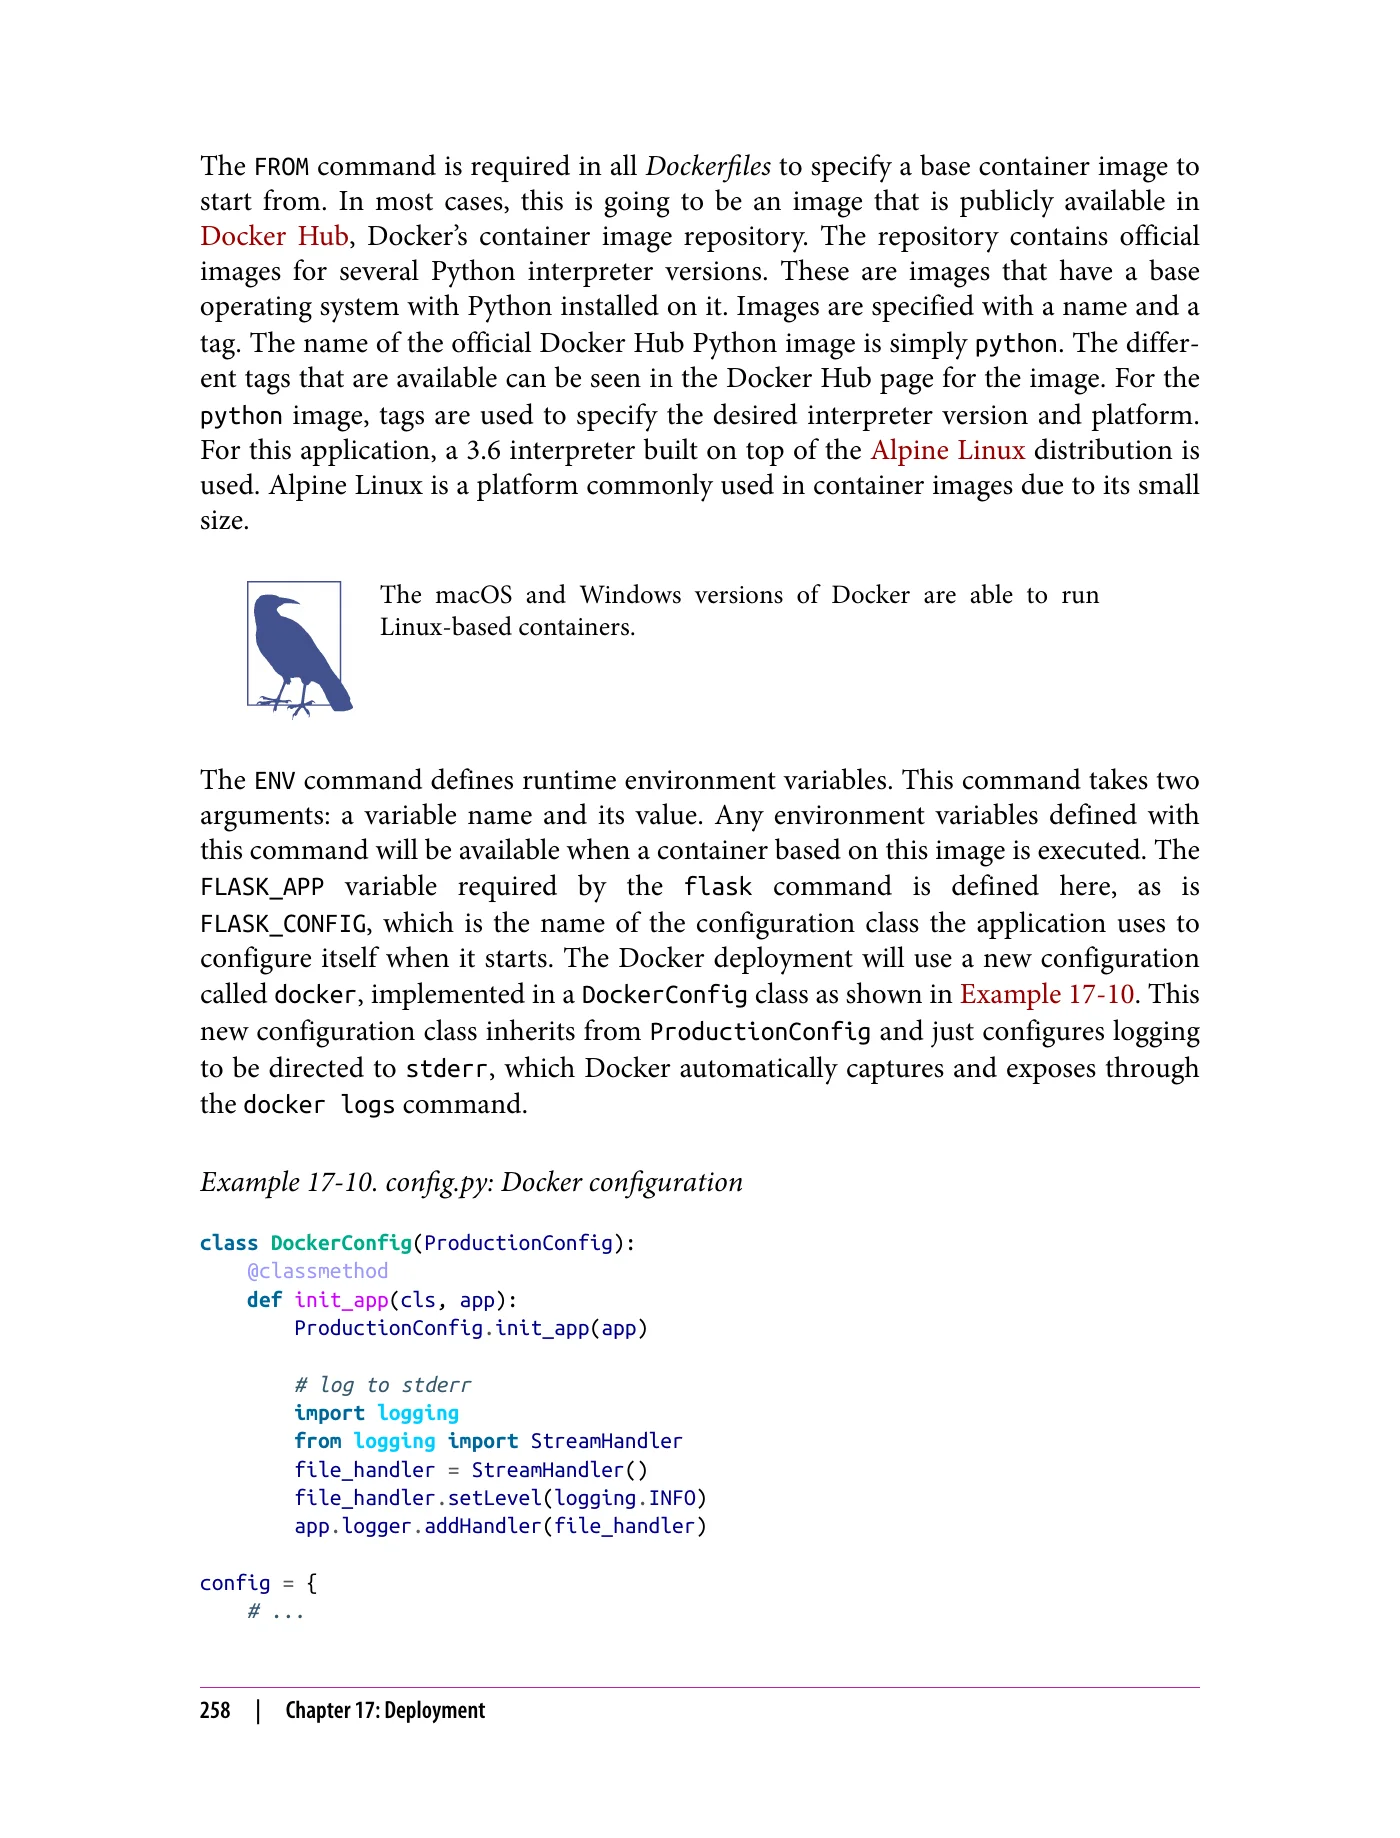 The FROM command is required in all Dockerfiles to specify a base container image to
start from. In most cases, this is going to be an image that is publicly available in
Docker Hub, Docker’s container image repository. The repository contains official
images for several Python interpreter versions. These are images that have a base
operating system with Python installed on it. Images are specified with a name and a
tag. The name of the official Docker Hub Python image is simply python. The differ-
ent tags that are available can be seen in the Docker Hub page for the image. For the
python image, tags are used to specify the desired interpreter version and platform.
For this application, a 3.6 interpreter built on top of the Alpine Linux distribution is
used. Alpine Linux is a platform commonly used in container images due to its small
size.
The macOS and Windows versions of Docker are able to run
Linux-based containers.
The ENV command defines runtime environment variables. This command takes two
arguments: a variable name and its value. Any environment variables defined with
this command will be available when a container based on this image is executed. The
FLASK_APP variable required by the flask command is defined here, as is
FLASK_CONFIG, which is the name of the configuration class the application uses to
configure itself when it starts. The Docker deployment will use a new configuration
called docker, implemented in a DockerConfig class as shown in Example 17-10. This
new configuration class inherits from ProductionConfig and just configures logging
to be directed to stderr, which Docker automatically captures and exposes through
the docker logs command.
Example 17-10. config.py: Docker configuration
class DockerConfig(ProductionConfig):
    @classmethod
    def init_app(cls, app):
        ProductionConfig.init_app(app)
        # log to stderr
        import logging
        from logging import StreamHandler
        file_handler = StreamHandler()
        file_handler.setLevel(logging.INFO)
        app.logger.addHandler(file_handler)
config = {
    # ...
258 | Chapter 17: Deployment